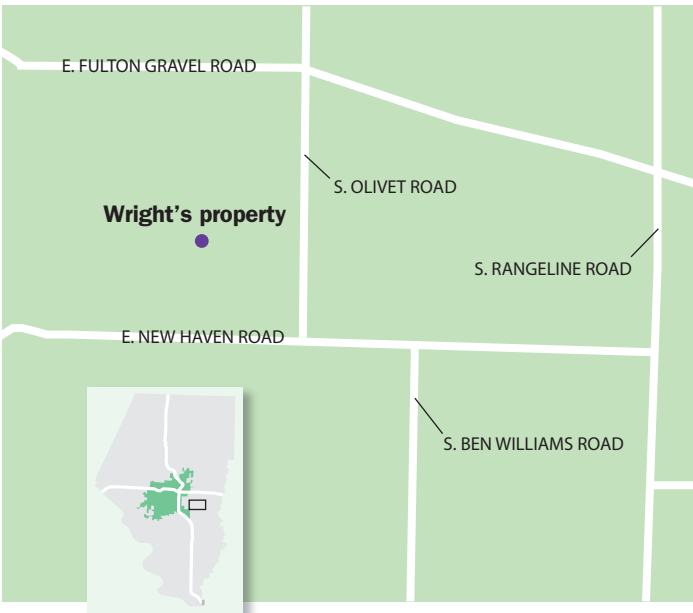 E. FULTON GRAVEL ROAD
S. OLIVET ROAD
Wright's property
S. RANGELINE ROAD
E. NEW HAVEN ROAD
S. BEN WILLIAMS ROAD